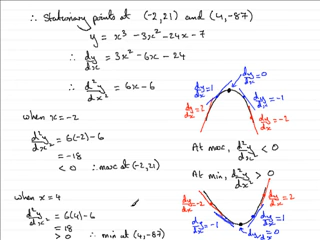 ∴ Stationary points at (-2,21) and (4,-87)
y = x³ - 3x² - 24x - 7
∴ dy/dx = 3x² - 6x - 24
∴ d²y/dx² = 6x - 6
when x = -2
d²y/dx² = 6(-2) - 6
= -18
< 0 ∴ max at (-2,21)
when x = 4
d²y/dx² = 6(4) - 6
= 18
> 0 ∴ min at (4,-87)
dy/dx = 0
dy/dx = 1
dy/dx = -1
dy/dx = 2
dy/dx = -2
At max, d²y/dx² < 0
At min, d²y/dx² > 0
dy/dx = -2
dy/dx = 2
dy/dx = -1
dy/dx = 1
dy/dx = 0